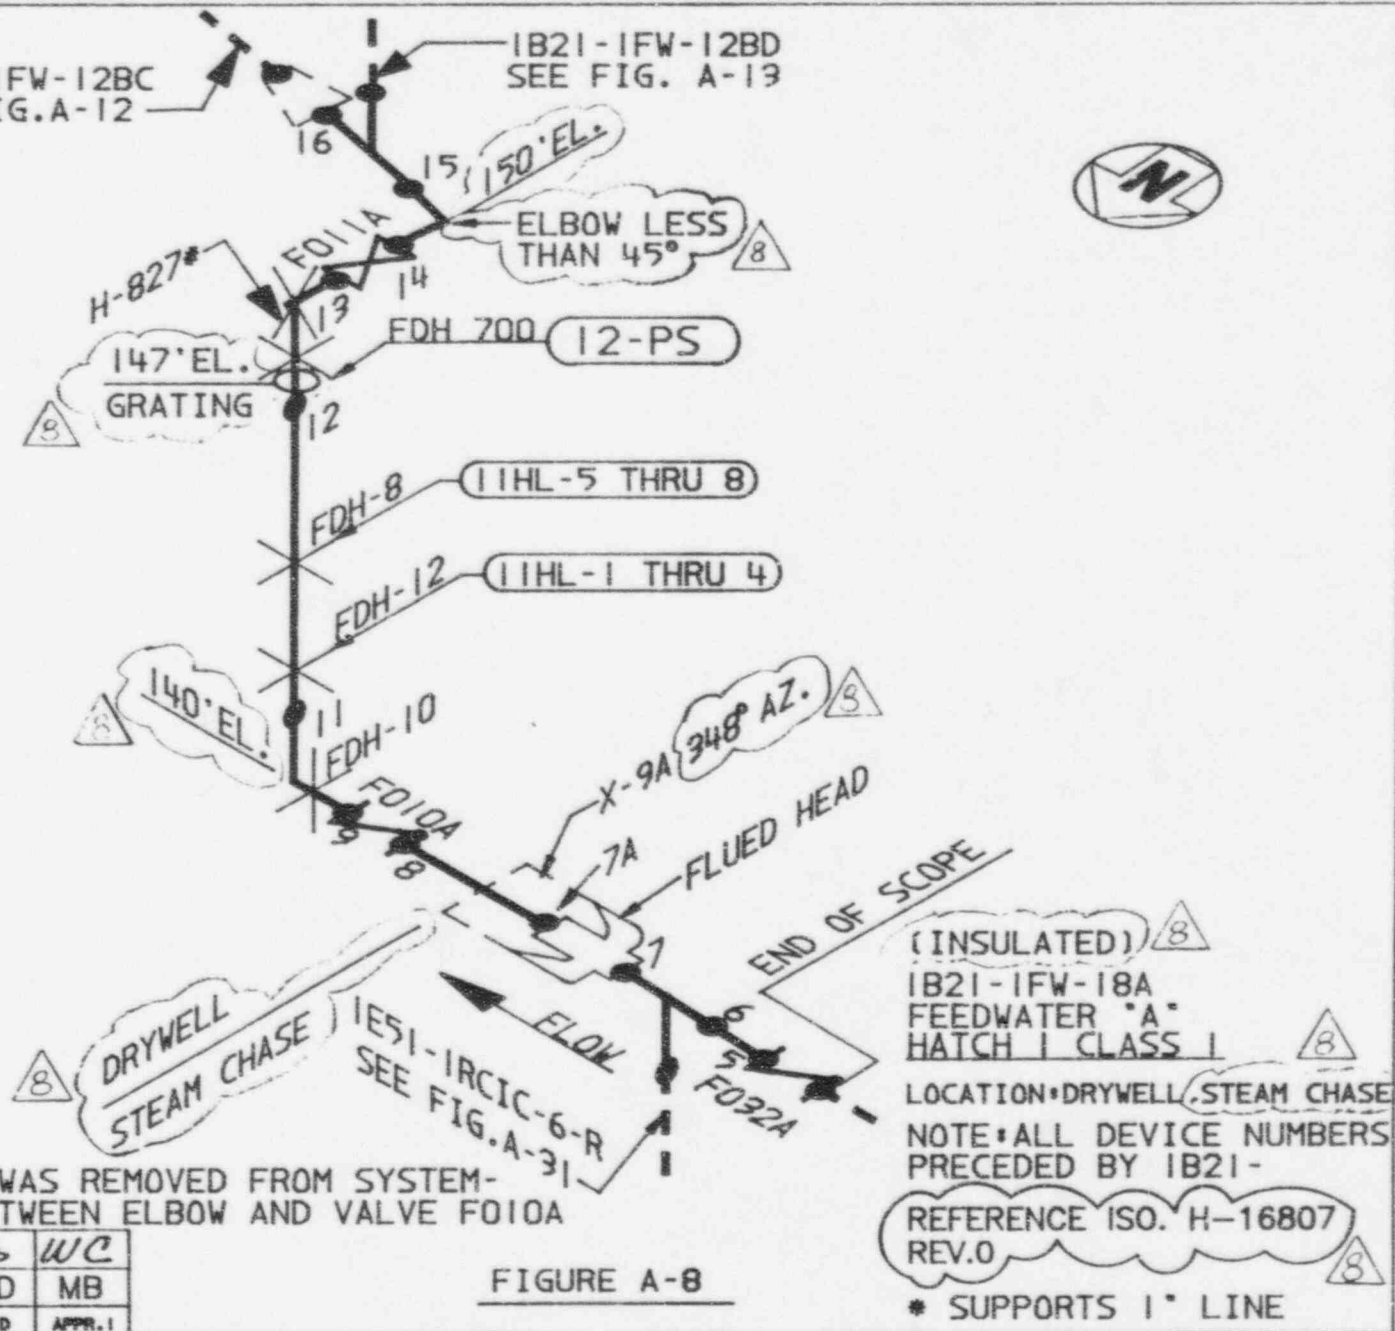 1FW-12BC
IG.A-12
1B21-1FW-12BD
SEE FIG. A-13
N
16
15
150'EL.
ELBOW LESS
THAN 45°
8
F011A
14
13
H-827*
147'EL.
GRATING
8
FDH 700
12-PS
12
FDH-8
11HL-5 THRU 8
FDH-12
11HL-1 THRU 4
140'EL.
8
11
FDH-10
X-9A
348° AZ.
8
F010A
9
8
7A
FLUED HEAD
7
END OF SCOPE
6
5
F032A
FLOW
DRYWELL
STEAM CHASE
8
1E51-1RCIC-6-R
SEE FIG.A-31
(INSULATED)
8
1B21-1FW-18A
FEEDWATER "A"
HATCH 1 CLASS 1
8
LOCATION:DRYWELL,STEAM CHASE
NOTE:ALL DEVICE NUMBERS
PRECEDED BY 1B21-
REFERENCE ISO. H-16807
REV.0
8
* SUPPORTS 1" LINE
WAS REMOVED FROM SYSTEM-
TWEEN ELBOW AND VALVE F010A
WC
D MB
APPR.1
FIGURE A-8